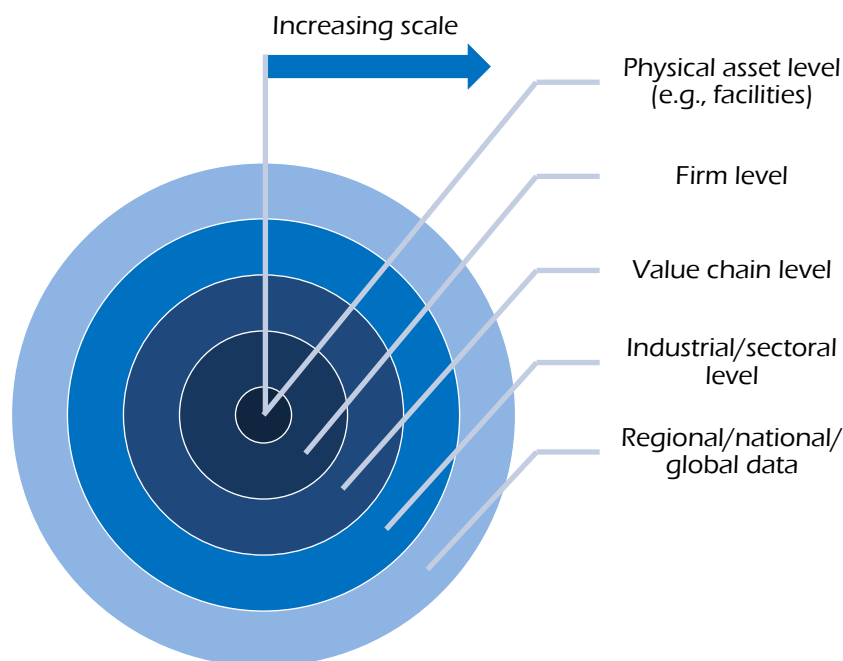 Increasing scale
Physical asset level
(e.g., facilities)
Firm level
Value chain level
Industrial/sectoral
level
Regional/national/
global data